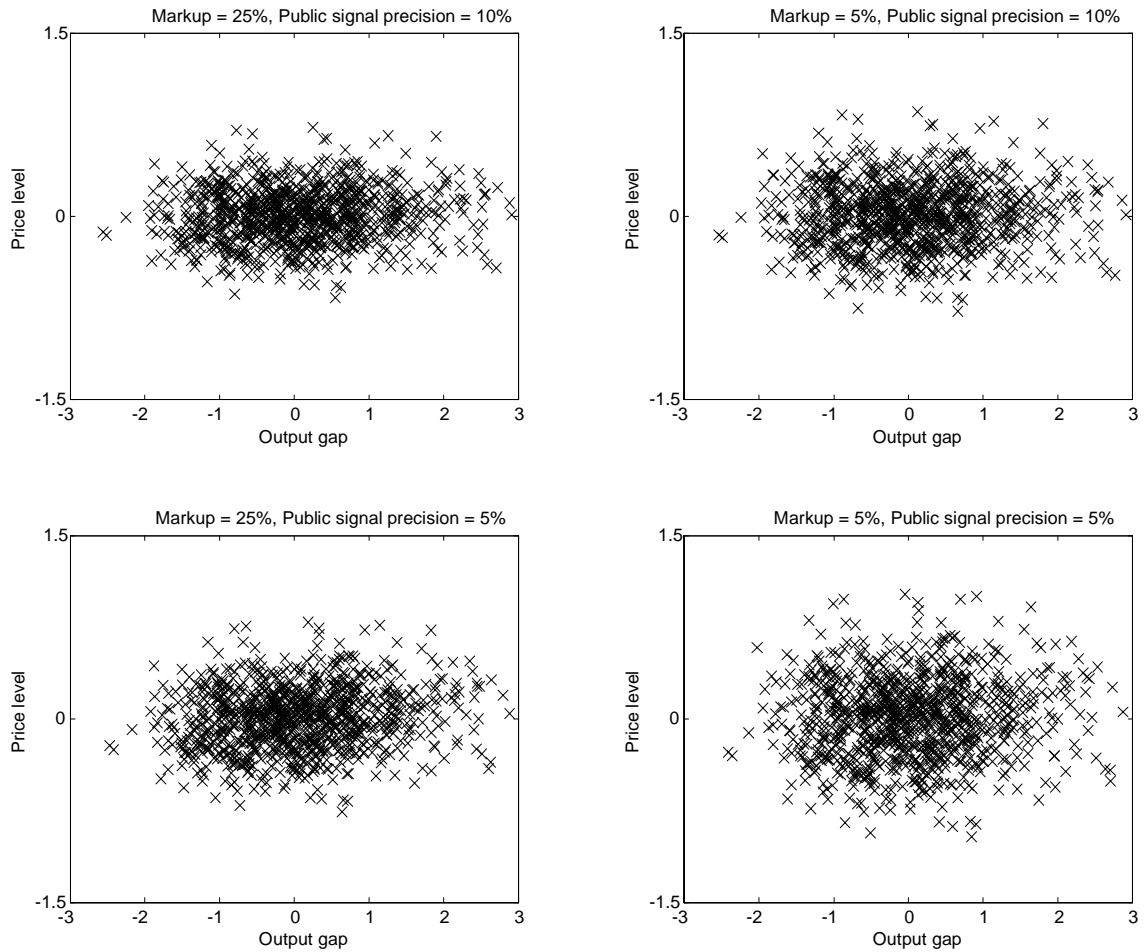 Markup = 25%, Public signal precision = 10%
1.5
0
-1.5
Price level
-3 -2 -1 0 1 2 3
Output gap
Markup = 5%, Public signal precision = 10%
1.5
0
-1.5
Price level
-3 -2 -1 0 1 2 3
Output gap
Markup = 25%, Public signal precision = 5%
1.5
0
-1.5
Price level
-3 -2 -1 0 1 2 3
Output gap
Markup = 5%, Public signal precision = 5%
1.5
0
-1.5
Price level
-3 -2 -1 0 1 2 3
Output gap